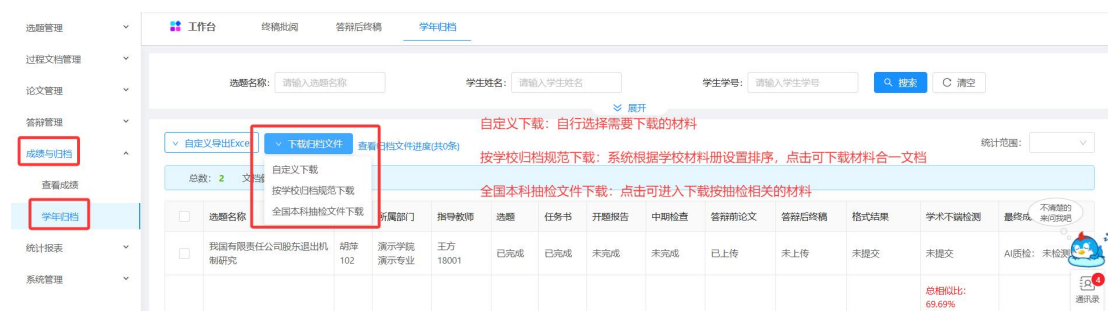 选题管理
过程文档管理
论文管理
答辩管理
成绩与归档
查看成绩
学年归档
统计报表
系统管理
工作台 终稿批阅 答辩后终稿 学年归档
选题名称： 请输入选题名称 学生姓名： 请输入学生姓名 学生学号： 请输入学生学号 搜索 清空
展开
自定义下载：自行选择需要下载的材料
自定义导出Excel 下载归档文件 查看归档文件进度(共0条) 统计范围：
按学校归档规范下载：系统根据学校材料册设置排序，点击可下载材料合一文档
总数： 2
自定义下载
按学校归档规范下载
全国本科抽检文件下载
全国本科抽检文件下载：点击可进入下载按抽检相关的材料
选题名称 所属部门 指导教师 选题 任务书 开题报告 中期检查 答辩前论文 答辩后终稿 格式结果 学术不端检测 最终成
不清楚的
来问我吧
我国有限责任公司股东退出机制研究 胡萍 102 演示学院 演示专业 王方 18001 已完成 已完成 未完成 未完成 已上传 未上传 未提交 未提交 AI质检： 未检测
总相似比：
69.69%
4
通讯录